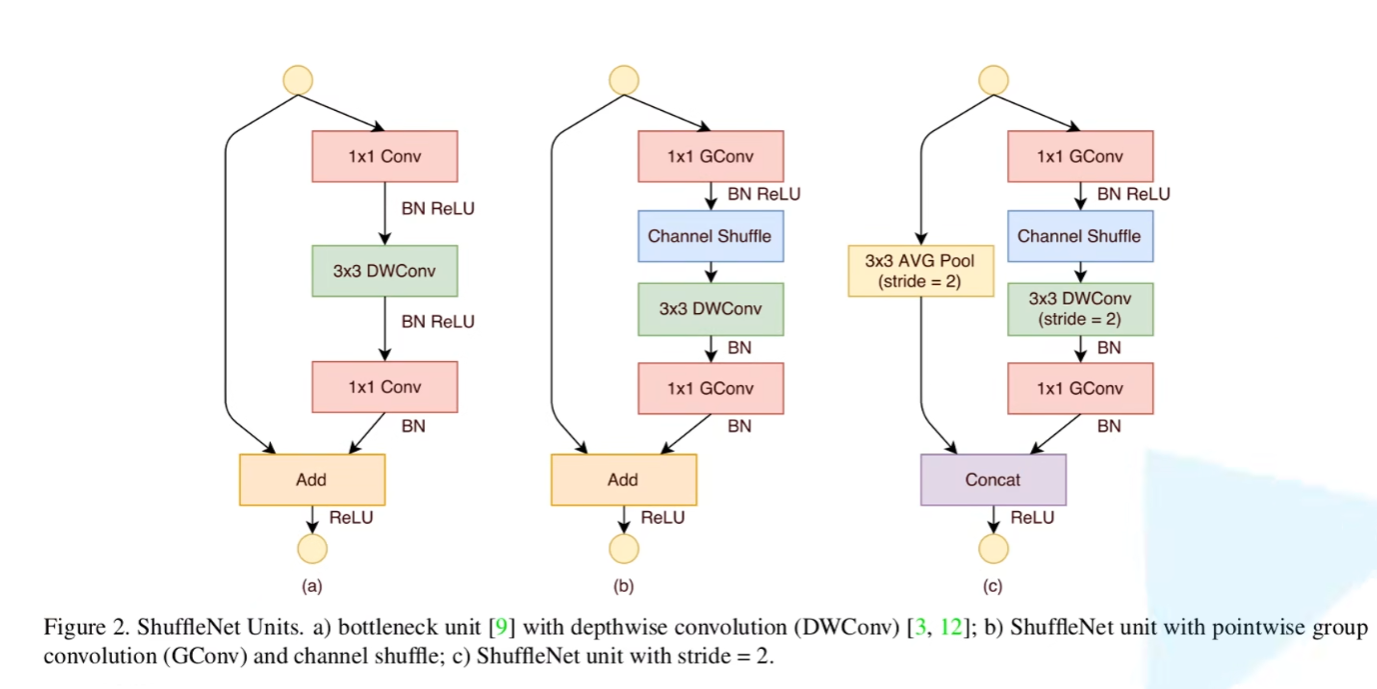 1x1 Conv
BN ReLU
3x3 DWConv
BN ReLU
1x1 Conv
BN
Add
ReLU
(a)
1x1 GConv
BN ReLU
Channel Shuffle
3x3 DWConv
BN
1x1 GConv
BN
Add
ReLU
(b)
3x3 AVG Pool
(stride = 2)
1x1 GConv
BN ReLU
Channel Shuffle
3x3 DWConv
(stride = 2)
BN
1x1 GConv
BN
Concat
ReLU
(c)
Figure 2. ShuffleNet Units. a) bottleneck unit [9] with depthwise convolution (DWConv) [3, 12]; b) ShuffleNet unit with pointwise group
convolution (GConv) and channel shuffle; c) ShuffleNet unit with stride = 2.